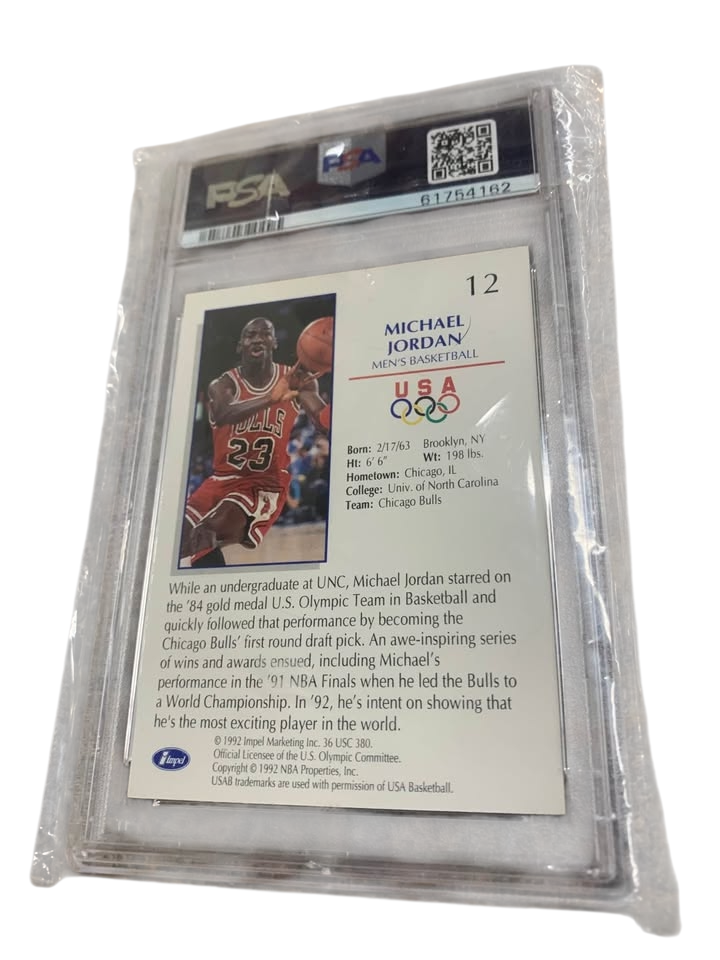 PSA
PSA
61754162
12
MICHAEL
JORDAN
MEN'S BASKETBALL
USA
Born: 2/17/63 Brooklyn, NY
Ht: 6' 6" Wt: 198 lbs.
Hometown: Chicago, IL
College: Univ. of North Carolina
Team: Chicago Bulls
BULLS
23
While an undergraduate at UNC, Michael Jordan starred on
the '84 gold medal U.S. Olympic Team in Basketball and
quickly followed that performance by becoming the
Chicago Bulls' first round draft pick. An awe-inspiring series
of wins and awards ensued, including Michael's
performance in the '91 NBA Finals when he led the Bulls to
a World Championship. In '92, he's intent on showing that
he's the most exciting player in the world.
© 1992 Impel Marketing Inc. 36 USC 380.
Official Licensee of the U.S. Olympic Committee.
Copyright © 1992 NBA Properties, Inc.
USAB trademarks are used with permission of USA Basketball.
impel